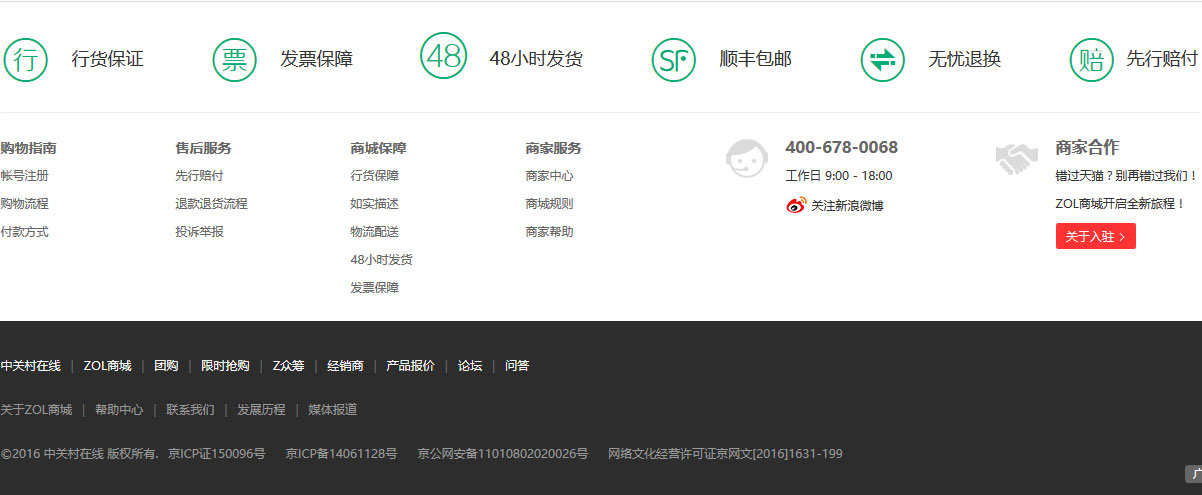 行 行货保证 票 发票保障 48 48小时发货 SF 顺丰包邮 无忧退换 赔 先行赔付
购物指南
帐号注册
购物流程
付款方式
售后服务
先行赔付
退款退货流程
投诉举报
商城保障
行货保障
如实描述
物流配送
48小时发货
发票保障
商家服务
商家中心
商城规则
商家帮助
400-678-0068
工作日 9:00 - 18:00
关注新浪微博
商家合作
错过天猫？别再错过我们！
ZOL商城开启全新旅程！
关于入驻 >
中关村在线 | ZOL商城 | 团购 | 限时抢购 | Z众筹 | 经销商 | 产品报价 | 论坛 | 问答
关于ZOL商城 | 帮助中心 | 联系我们 | 发展历程 | 媒体报道
©2016 中关村在线 版权所有. 京ICP证150096号 京ICP备14061128号 京公网安备11010802020026号 网络文化经营许可证京网文[2016]1631-199